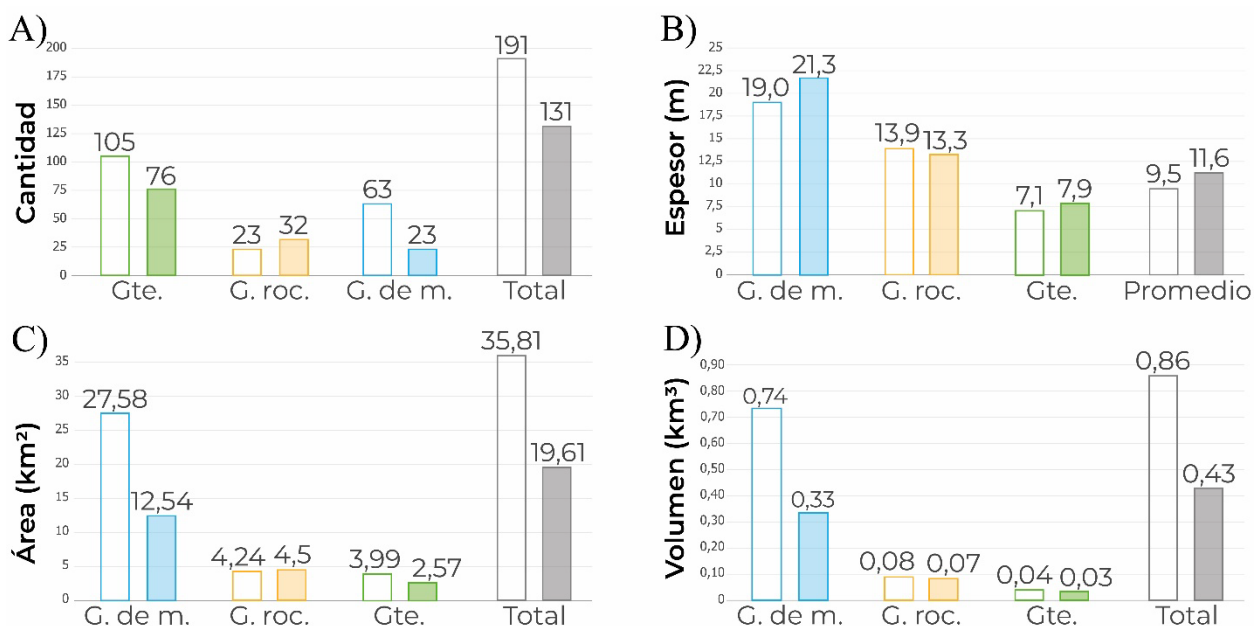 A)
Cantidad
200
175
150
125
100
75
50
25
0
105
76
23
32
63
23
191
131
Gte.
G. roc.
G. de m.
Total
B)
Espesor (m)
25
22,5
20
17,5
15
12,5
10
7,5
5
2,5
0
19,0
21,3
13,9
13,3
7,1
7,9
9,5
11,6
G. de m.
G. roc.
Gte.
Promedio
C)
Área (km²)
35
30
25
20
15
10
5
0
27,58
12,54
4,24
4,5
3,99
2,57
35,81
19,61
G. de m.
G. roc.
Gte.
Total
D)
Volumen (km³)
0,90
0,80
0,70
0,60
0,50
0,40
0,30
0,20
0,10
0
0,74
0,33
0,08
0,07
0,04
0,03
0,86
0,43
G. de m.
G. roc.
Gte.
Total